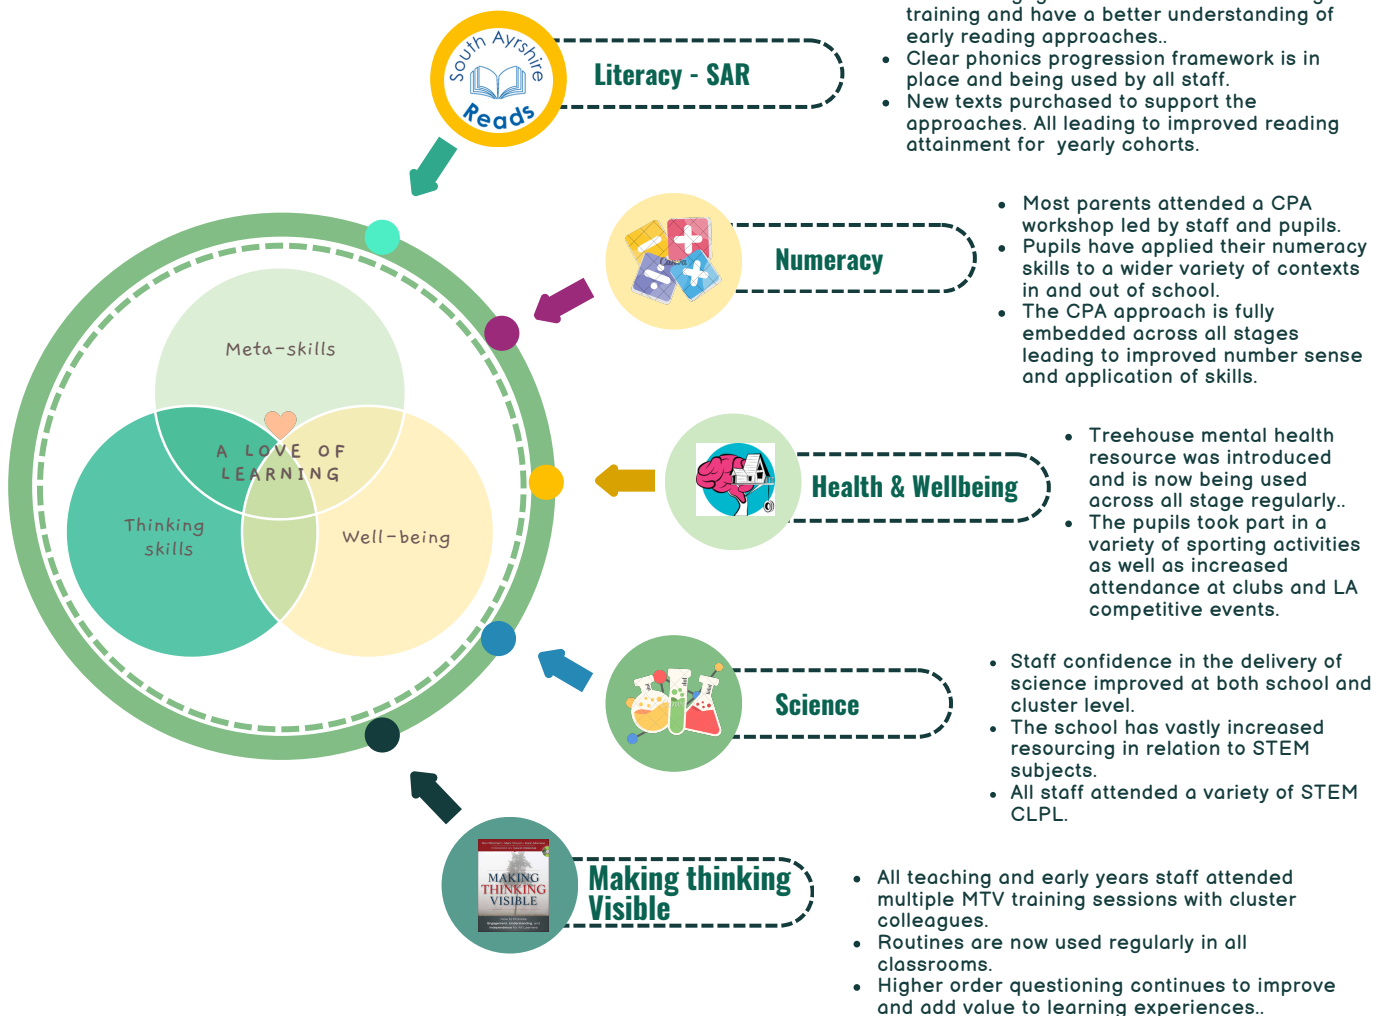 training and have a better understanding of
early reading approaches..
Clear phonics progression framework is in
place and being used by all staff.
New texts purchased to support the
approaches. All leading to improved reading
attainment for yearly cohorts.
South Ayrshire
Reads
Literacy - SAR
Most parents attended a CPA
workshop led by staff and pupils.
Pupils have applied their numeracy
skills to a wider variety of contexts
in and out of school.
The CPA approach is fully
embedded across all stages
leading to improved number sense
and application of skills.
Canva
Numeracy
Meta-skills
A LOVE OF
LEARNING
Thinking
skills
Well-being
Health & Wellbeing
Treehouse mental health
resource was introduced
and is now being used
across all stage regularly..
The pupils took part in a
variety of sporting activities
as well as increased
attendance at clubs and LA
competitive events.
Science
Staff confidence in the delivery of
science improved at both school and
cluster level.
The school has vastly increased
resourcing in relation to STEM
subjects.
All staff attended a variety of STEM
CLPL.
MAKING
THINKING
VISIBLE
Making thinking
Visible
All teaching and early years staff attended
multiple MTV training sessions with cluster
colleagues.
Routines are now used regularly in all
classrooms.
Higher order questioning continues to improve
and add value to learning experiences..